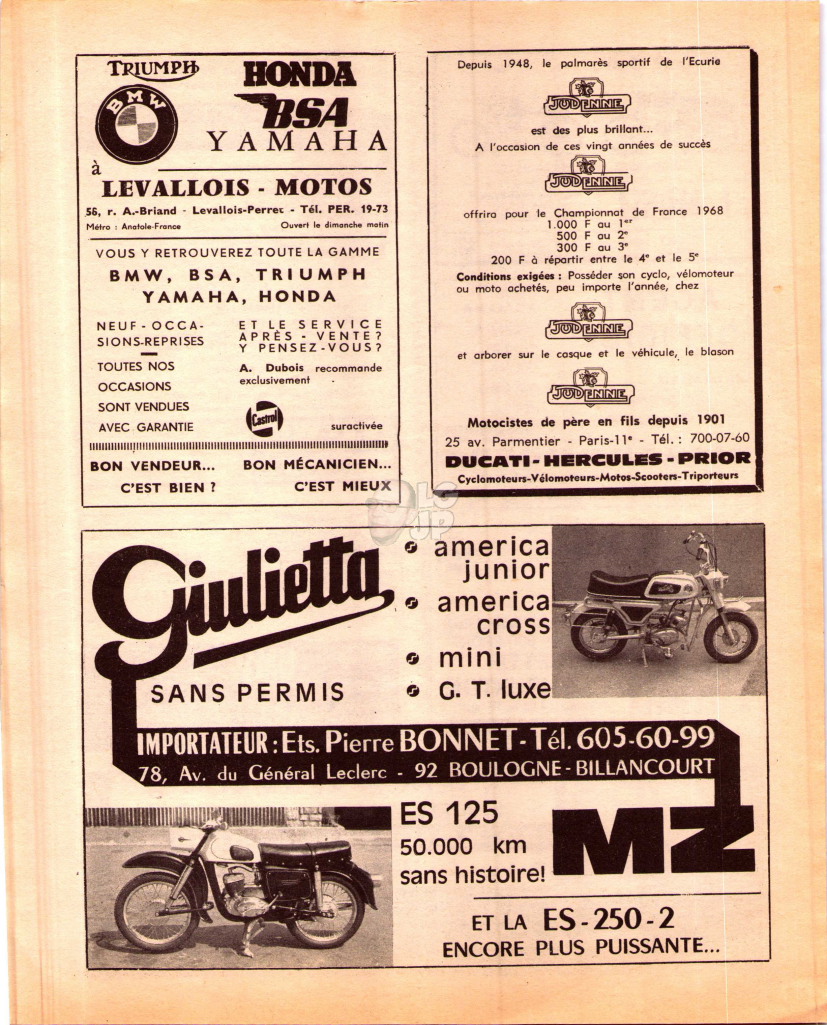 TRIUMPH
HONDA
BMW
BSA
YAMAHA
à
LEVALLOIS - MOTOS
56, r. A.-Briand - Levallois-Perret - Tél. PER. 19-73
Métro : Anatole-France
Ouvert le dimanche matin
VOUS Y RETROUVEREZ TOUTE LA GAMME
BMW, BSA, TRIUMPH
YAMAHA, HONDA
NEUF - OCCA-
SIONS-REPRISES
TOUTES NOS
OCCASIONS
SONT VENDUES
AVEC GARANTIE
ET LE SERVICE
APRÈS - VENTE ?
Y PENSEZ-VOUS ?
A. Dubois recommande
exclusivement
Castrol
suractivée
BON VENDEUR...
C'EST BIEN ?
BON MÉCANICIEN...
C'EST MIEUX
Depuis 1948, le palmarès sportif de l'Ecurie
JUDENNE
est des plus brillant...
A l'occasion de ces vingt années de succès
JUDENNE
offrira pour le Championnat de France 1968
1.000 F au 1er
500 F au 2e
300 F au 3e
200 F à répartir entre le 4e et le 5e
Conditions exigées : Posséder son cyclo, vélomoteur
ou moto achetés, peu importe l'année, chez
JUDENNE
et arborer sur le casque et le véhicule, le blason
JUDENNE
Motocistes de père en fils depuis 1901
25 av. Parmentier - Paris-11e - Tél. : 700-07-60
DUCATI - HERCULES - PRIOR
Cyclomoteurs-Vélomoteurs-Motos-Scooters-Triporteurs
LC
UP
Giulietta
SANS PERMIS
america
junior
america
cross
mini
G. T. luxe
IMPORTATEUR : Ets. Pierre BONNET - Tél. 605-60-99
78, Av. du Général Leclerc - 92 BOULOGNE - BILLANCOURT
ES 125
50.000 km
sans histoire!
MZ
ET LA ES-250-2
ENCORE PLUS PUISSANTE...